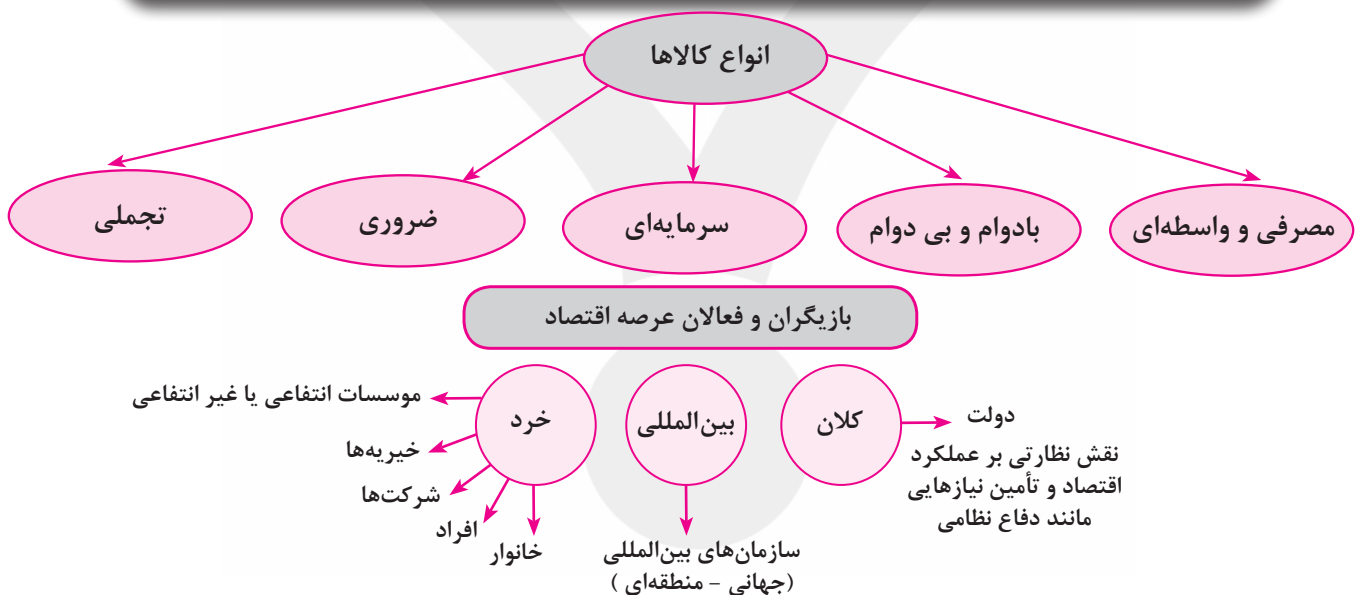 انواع کالاها
مصرفی و واسطه‌ای
بادوام و بی دوام
سرمایه‌ای
ضروری
تجملی
بازیگران و فعالان عرصه اقتصاد
کلان
دولت
نقش نظارتی بر عملکرد
اقتصاد و تأمین نیازهایی
مانند دفاع نظامی
بین‌المللی
سازمان‌های بین‌المللی
(جهانی - منطقه‌ای )
خرد
موسسات انتفاعی یا غیر انتفاعی
خیریه‌ها
شرکت‌ها
افراد
خانوار